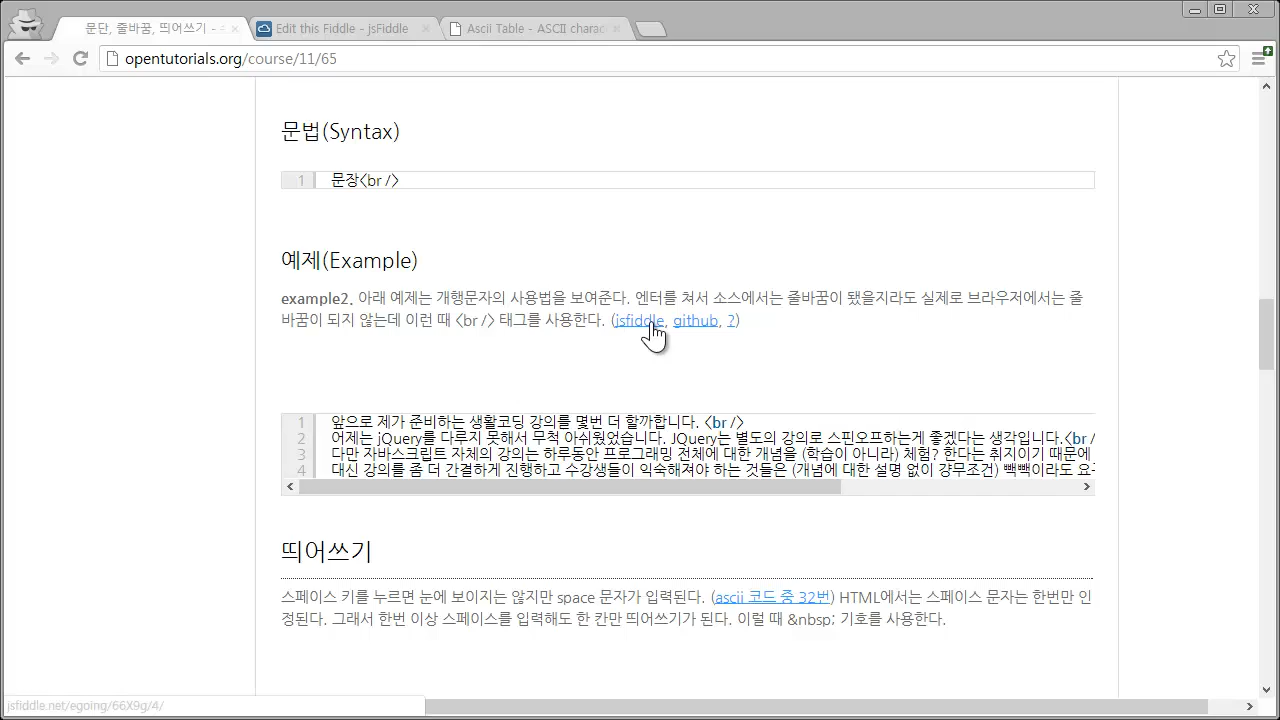 문단, 줄바꿈, 띄어쓰기 -
Edit this Fiddle - jsFiddle
Ascii Table - ASCII charac
opentutorials.org/course/11/65
문법(Syntax)
1 문장<br />
예제(Example)
example2. 아래 예제는 개행문자의 사용법을 보여준다. 엔터를 쳐서 소스에서는 줄바꿈이 됐을지라도 실제로 브라우저에서는 줄
바꿈이 되지 않는데 이런 때 <br /> 태그를 사용한다. (jsfiddle, github, ?)
1 앞으로 제가 준비하는 생활코딩 강의를 몇번 더 할까합니다. <br />
2 어제는 jQuery를 다루지 못해서 무척 아쉬웠었습니다. JQuery는 별도의 강의로 스핀오프하는게 좋겠다는 생각입니다.<br /
3 다만 자바스크립트 자체의 강의는 하루동안 프로그래밍 전체에 대한 개념을 (학습이 아니라) 체험? 한다는 취지이기 때문에
4 대신 강의를 좀 더 간결하게 진행하고 수강생들이 익숙해져야 하는 것들은 (개념에 대한 설명 없이 걍무조건) 빽빽이라도 요구
띄어쓰기
스페이스 키를 누르면 눈에 보이지는 않지만 space 문자가 입력된다. (ascii 코드 중 32번) HTML에서는 스페이스 문자는 한번만 인
정된다. 그래서 한번 이상 스페이스를 입력해도 한 칸만 띄어쓰기가 된다. 이럴 때 &nbsp; 기호를 사용한다.
jsfiddle.net/egoing/66X9g/4/